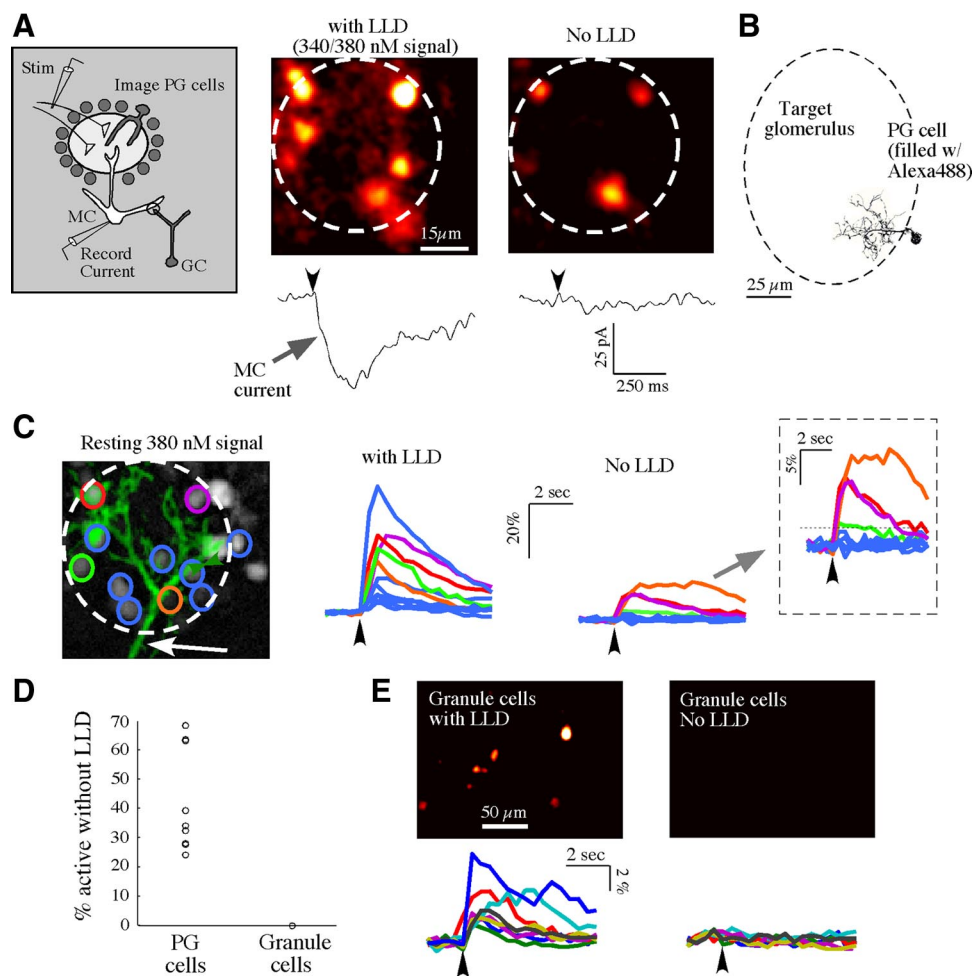 A
Stim
Image PG cells
MC
Record
Current
GC
with LLD
(340/380 nM signal)
15µm
No LLD
MC
current
25 pA
250 ms
B
Target
glomerulus
PG cell
(filled w/
Alexa488)
25 µm
C
Resting 380 nM signal
with LLD
No LLD
2 sec
20%
2 sec
5%
D
% active without LLD
70
60
50
40
30
20
10
0
PG
cells
Granule
cells
E
Granule cells
with LLD
50 µm
Granule cells
No LLD
2 sec
2 %